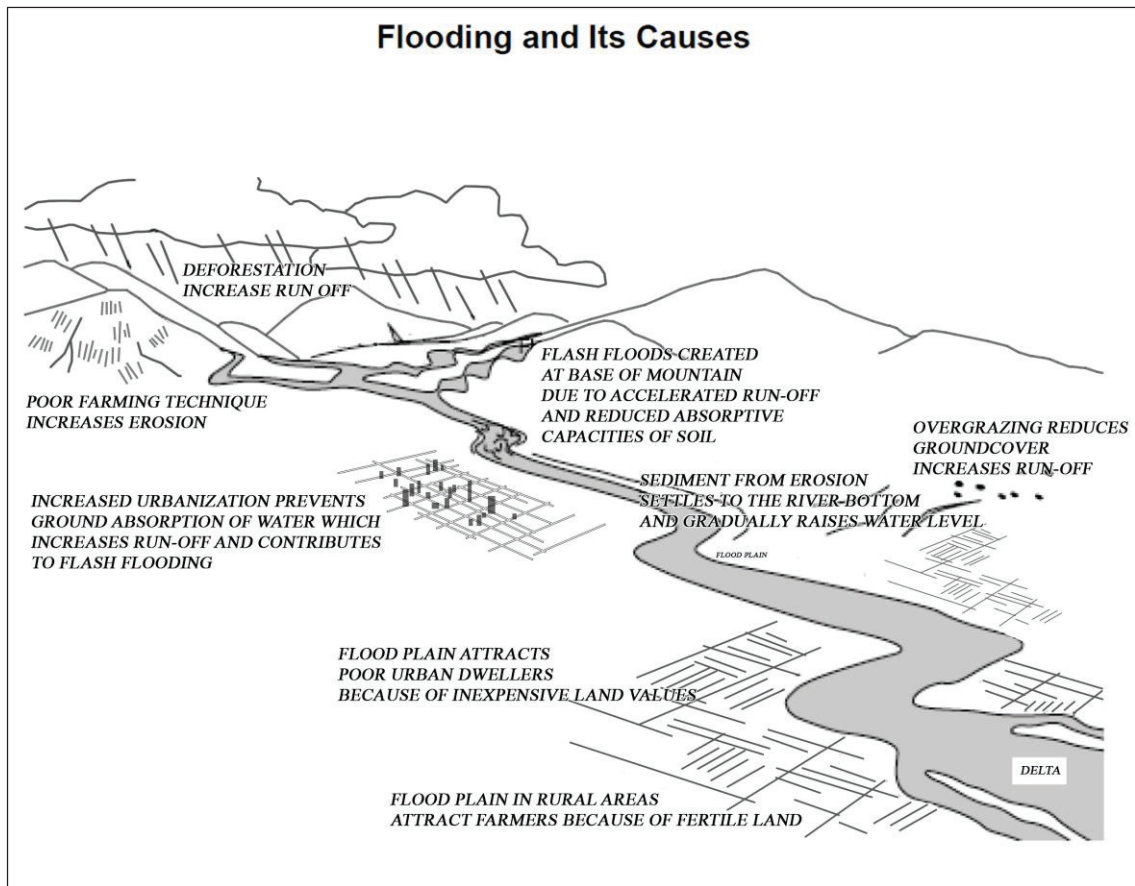 Flooding and Its Causes
DEFORESTATION
INCREASE RUN OFF
POOR FARMING TECHNIQUE
INCREASES EROSION
FLASH FLOODS CREATED
AT BASE OF MOUNTAIN
DUE TO ACCELERATED RUN-OFF
AND REDUCED ABSORPTIVE
CAPACITIES OF SOIL
OVERGRAZING REDUCES
GROUNDCOVER
INCREASES RUN-OFF
INCREASED URBANIZATION PREVENTS
GROUND ABSORPTION OF WATER WHICH
INCREASES RUN-OFF AND CONTRIBUTES
TO FLASH FLOODING
SEDIMENT FROM EROSION
SETTLES TO THE RIVER-BOTTOM
AND GRADUALLY RAISES WATER LEVEL
FLOOD PLAIN
FLOOD PLAIN ATTRACTS
POOR URBAN DWELLERS
BECAUSE OF INEXPENSIVE LAND VALUES
DELTA
FLOOD PLAIN IN RURAL AREAS
ATTRACT FARMERS BECAUSE OF FERTILE LAND